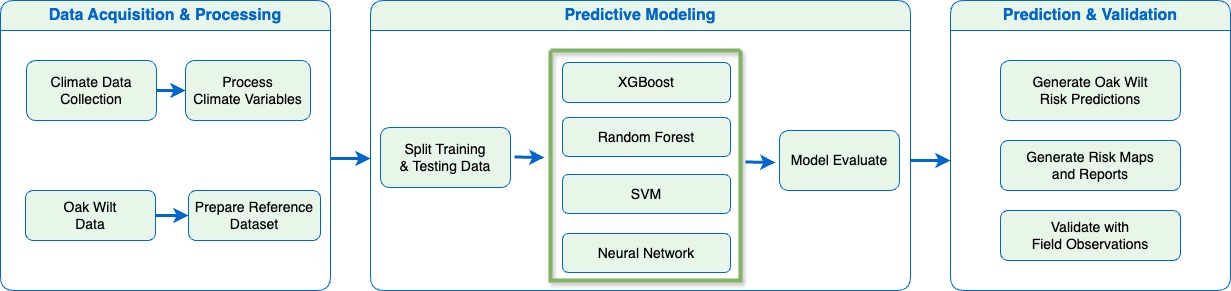 Data Acquisition & Processing
Climate Data
Collection
Process
Climate Variables
Oak Wilt
Data
Prepare Reference
Dataset
Predictive Modeling
Split Training
& Testing Data
XGBoost
Random Forest
SVM
Neural Network
Model Evaluate
Prediction & Validation
Generate Oak Wilt
Risk Predictions
Generate Risk Maps
and Reports
Validate with
Field Observations